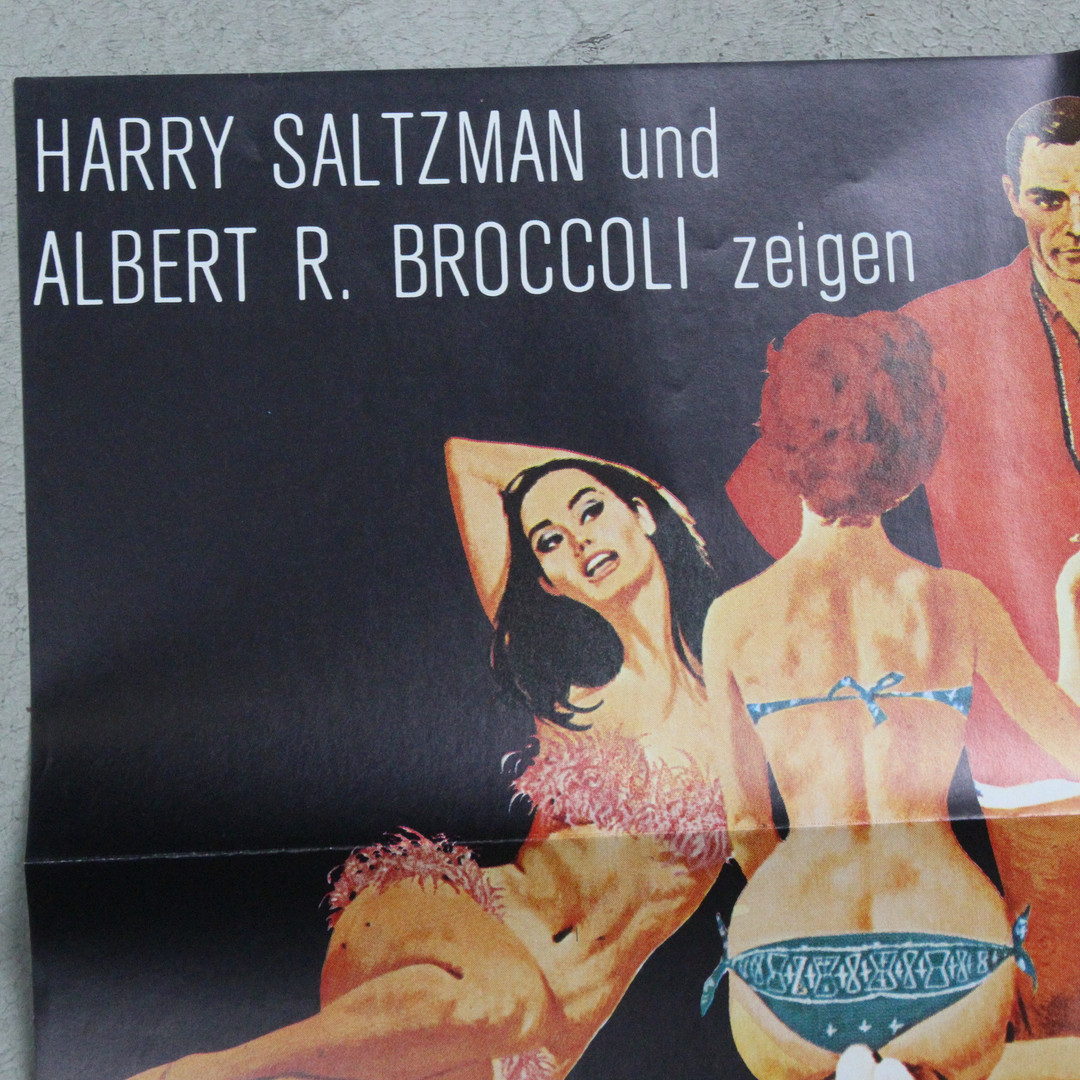 HARRY SALTZMAN und
ALBERT R. BROCCOLI zeigen